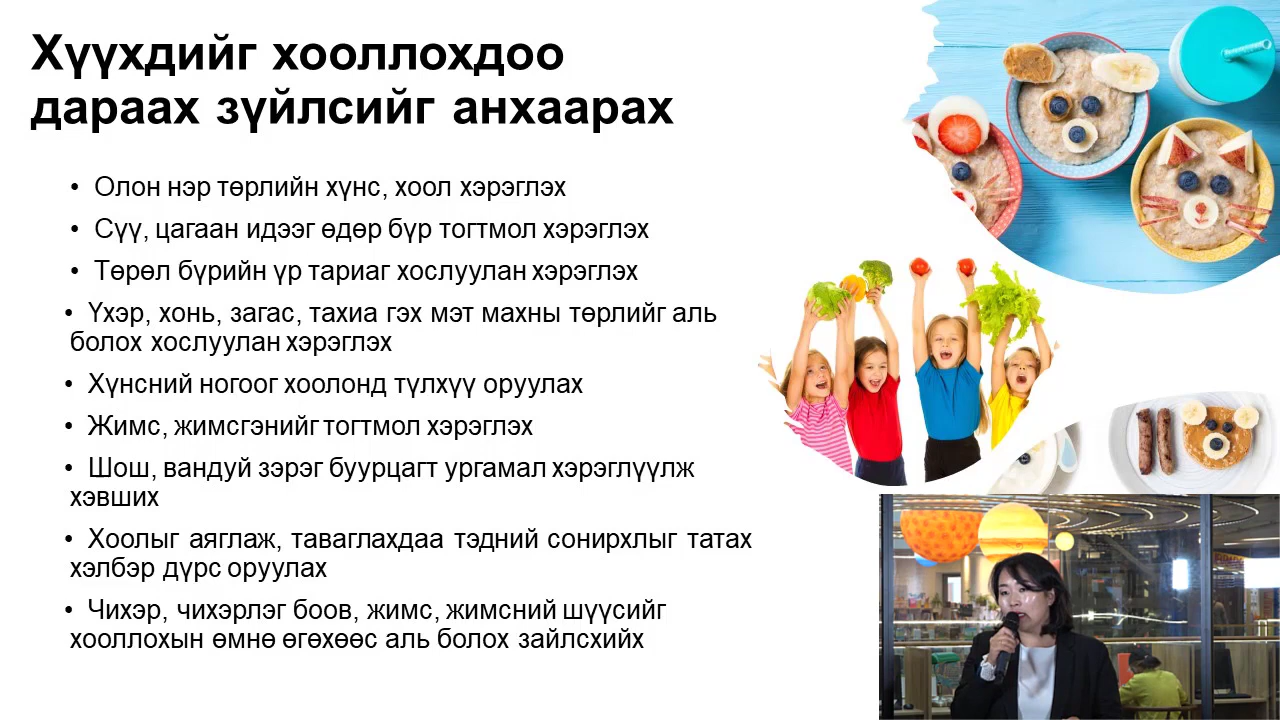 Хүүхдийг хооллохдоо
дараах зүйлсийг анхаарах
• Олон нэр төрлийн хүнс, хоол хэрэглэх
• Сүү, цагаан идээг өдөр бүр тогтмол хэрэглэх
• Төрөл бүрийн үр тариаг хослуулан хэрэглэх
• Үхэр, хонь, загас, тахиа гэх мэт махны төрлийг аль
болох хослуулан хэрэглэх
• Хүнсний ногоог хоолонд түлхүү оруулах
• Жимс, жимсгэнийг тогтмол хэрэглэх
• Шош, вандуй зэрэг буурцагт ургамал хэрэглүүлж
хэвших
• Хоолыг аяглаж, таваглахдаа тэдний сонирхлыг татах
хэлбэр дүрс оруулах
• Чихэр, чихэрлэг боов, жимс, жимсний шүүсийг
хооллохын өмнө өгөхөөс аль болох зайлсхийх